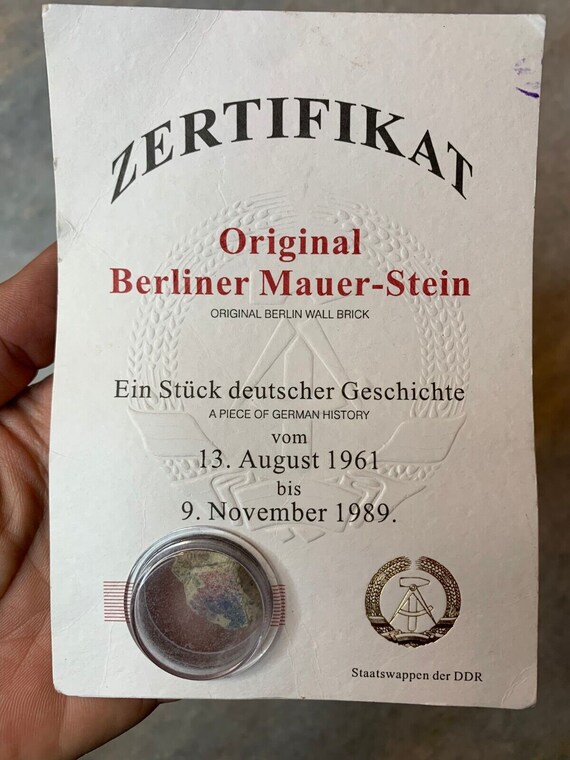 ZERTIFIKAT
Original
Berliner Mauer-Stein
ORIGINAL BERLIN WALL BRICK
Ein Stück deutscher Geschichte
A PIECE OF GERMAN HISTORY
vom
13. August 1961
bis
9. November 1989.
Staatswappen der DDR